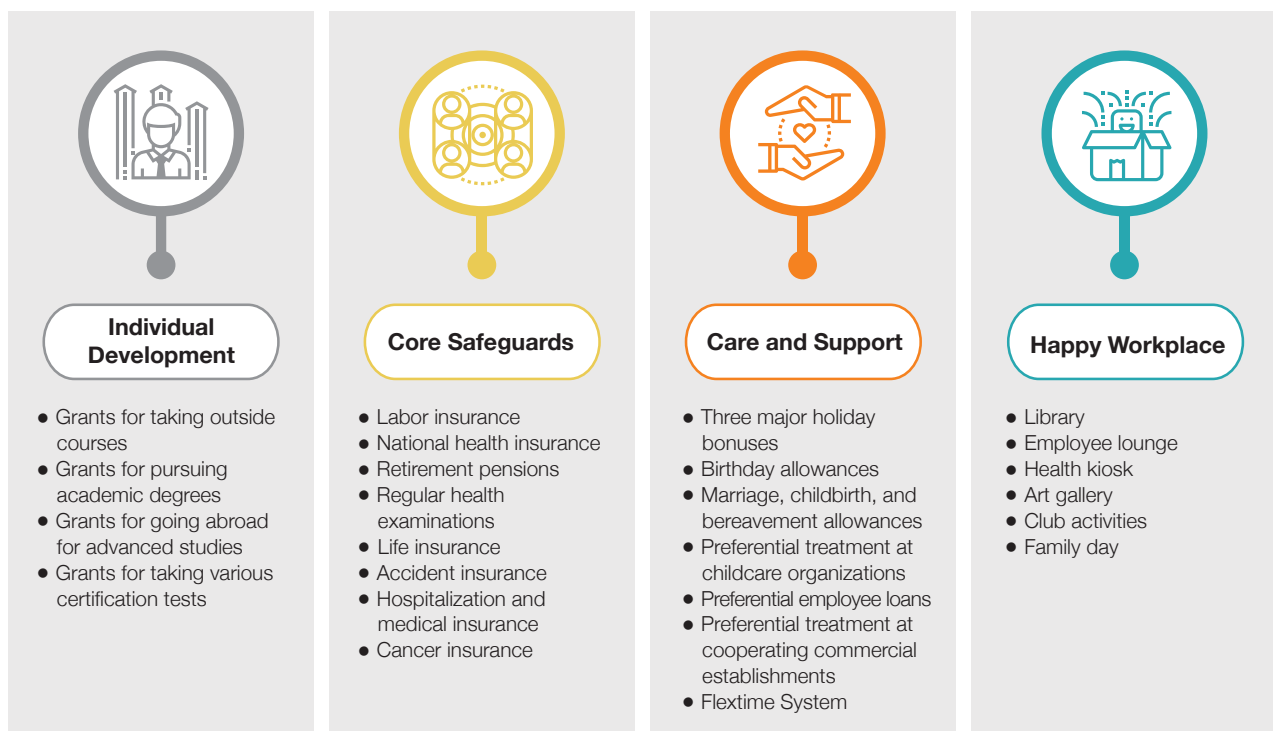 Individual
Development
● Grants for taking outside
courses
● Grants for pursuing
academic degrees
● Grants for going abroad
for advanced studies
● Grants for taking various
certification tests
Core Safeguards
● Labor insurance
● National health insurance
● Retirement pensions
● Regular health
examinations
● Life insurance
● Accident insurance
● Hospitalization and
medical insurance
● Cancer insurance
Care and Support
● Three major holiday
bonuses
● Birthday allowances
● Marriage, childbirth, and
bereavement allowances
● Preferential treatment at
childcare organizations
● Preferential employee loans
● Preferential treatment at
cooperating commercial
establishments
● Flextime System
Happy Workplace
● Library
● Employee lounge
● Health kiosk
● Art gallery
● Club activities
● Family day